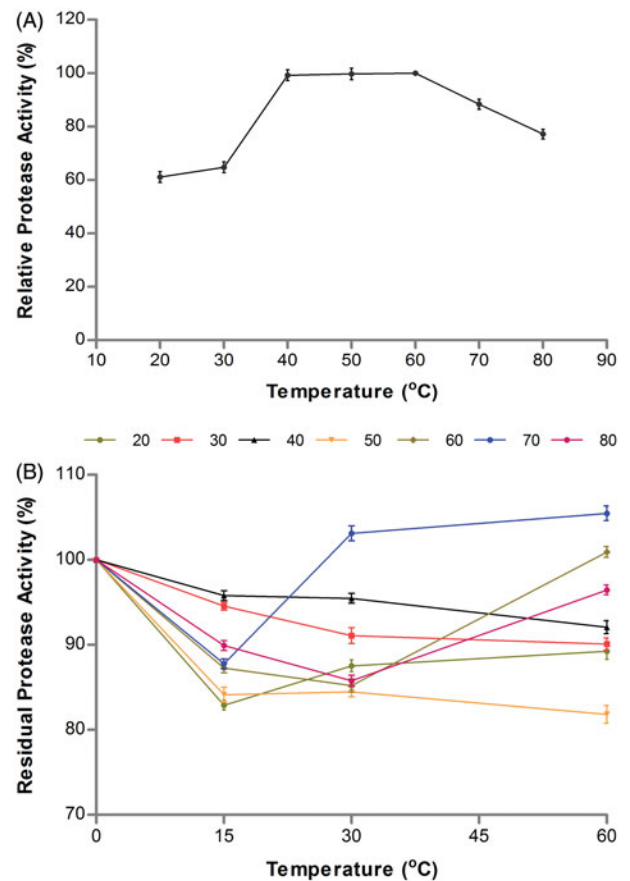 (A)
Relative Protease Activity (%)
120
100
80
60
40
20
0
10 20 30 40 50 60 70 80 90
Temperature (°C)
20 30 40 50 60 70 80
(B)
Residual Protease Activity (%)
110
100
90
80
70
0 15 30 45 60
Temperature (°C)